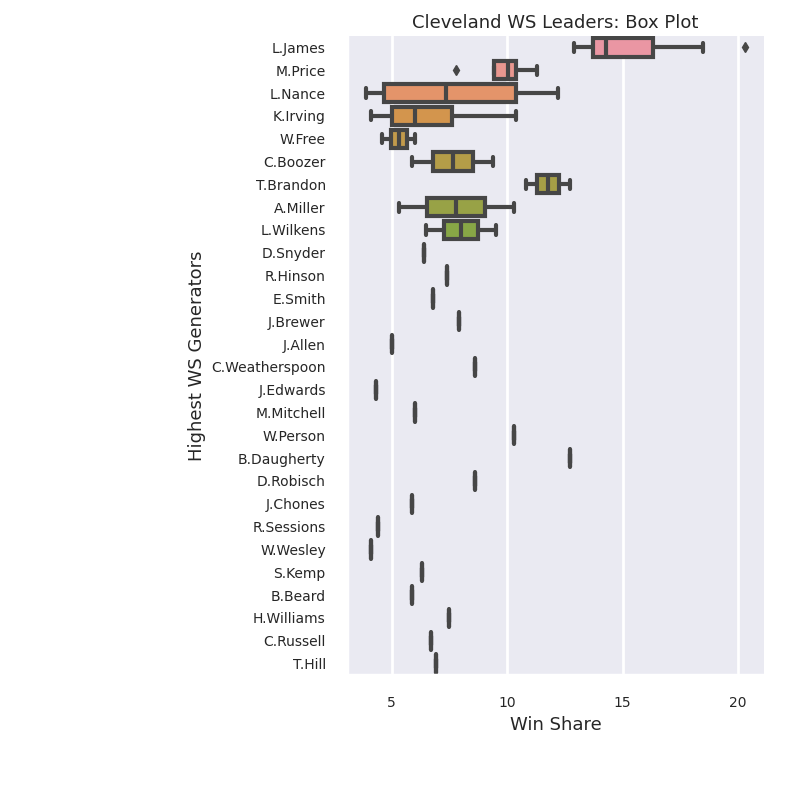 Cleveland WS Leaders: Box Plot
L.James
M.Price
L.Nance
K.Irving
W.Free
C.Boozer
T.Brandon
A.Miller
L.Wilkens
D.Snyder
R.Hinson
E.Smith
J.Brewer
J.Allen
C.Weatherspoon
J.Edwards
M.Mitchell
W.Person
B.Daugherty
D.Robisch
J.Chones
R.Sessions
W.Wesley
S.Kemp
B.Beard
H.Williams
C.Russell
T.Hill
Highest WS Generators
5 10 15 20
Win Share